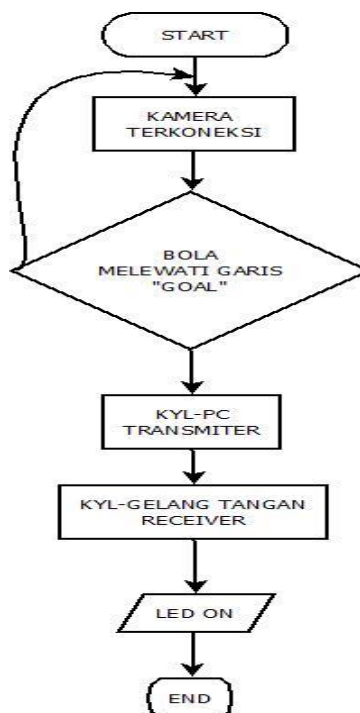 START
KAMERA
TERKONEKSI
BOLA
MELEWATI GARIS
"GOAL"
KYL-PC
TRANSMITER
KYL-GELANG TANGAN
RECEIVER
LED ON
END